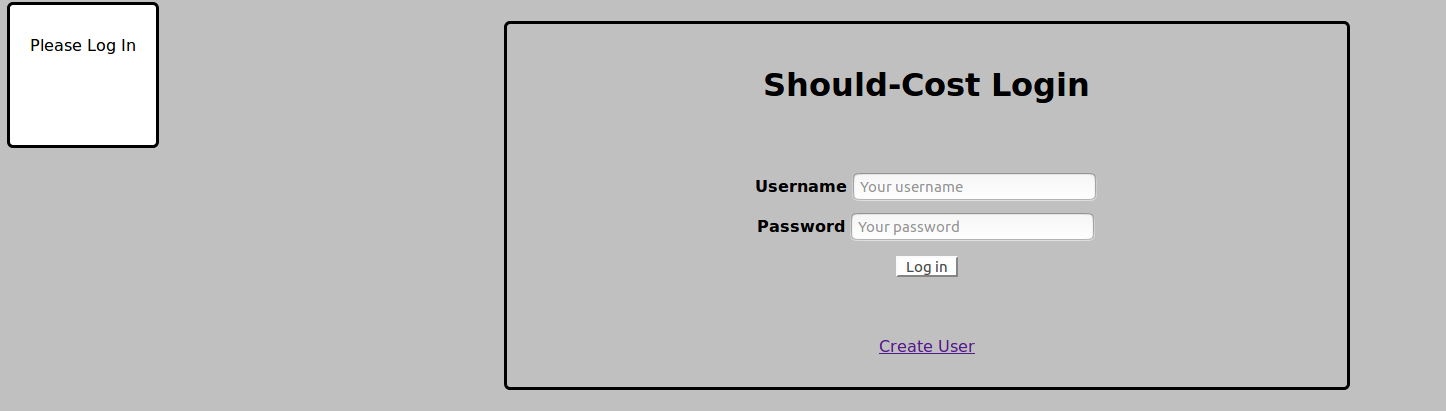 Please Log In
Should-Cost Login
Username Your username
Password Your password
Log in
Create User